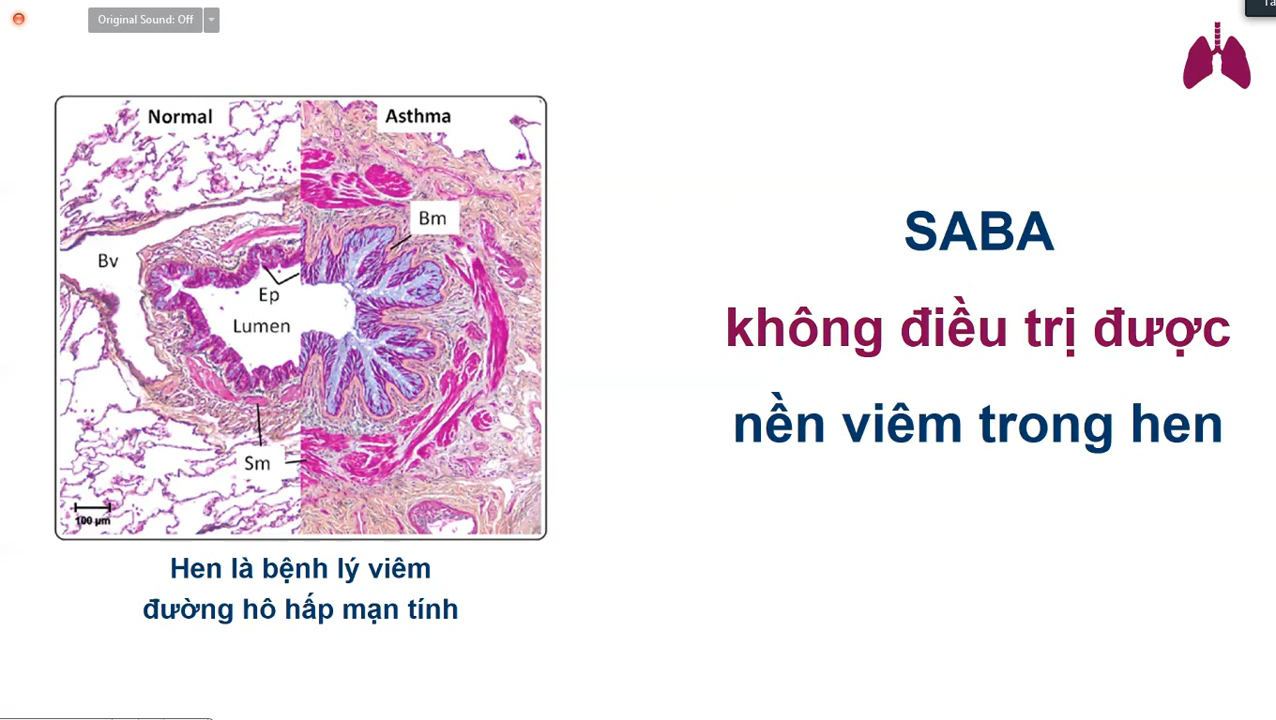 Original Sound: Off
Normal
Asthma
Bm
Bv
Ep
Lumen
Sm
100 µm
Hen là bệnh lý viêm
đường hô hấp mạn tính
SABA
không điều trị được
nền viêm trong hen